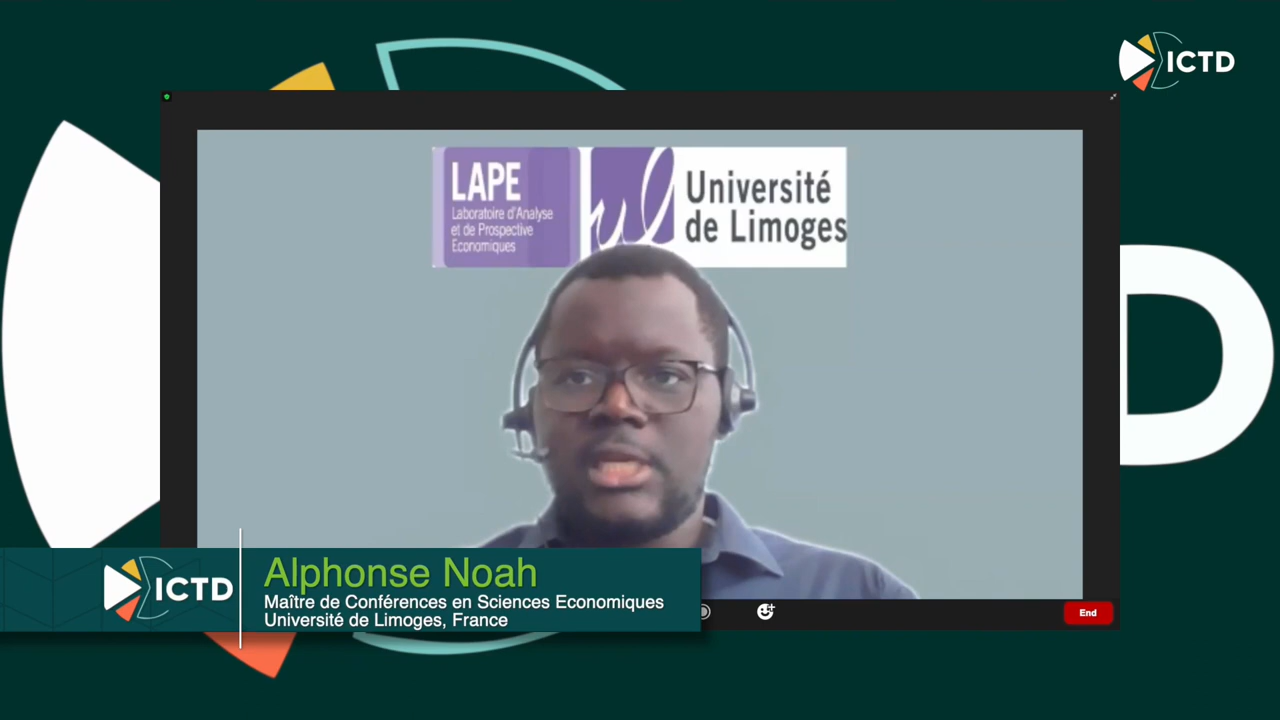 ICTD
LAPE
Laboratoire d'Analyse
et de Prospective
Economiques
Université
de Limoges
ICTD
Alphonse Noah
Maître de Conférences en Sciences Economiques
Université de Limoges, France
End